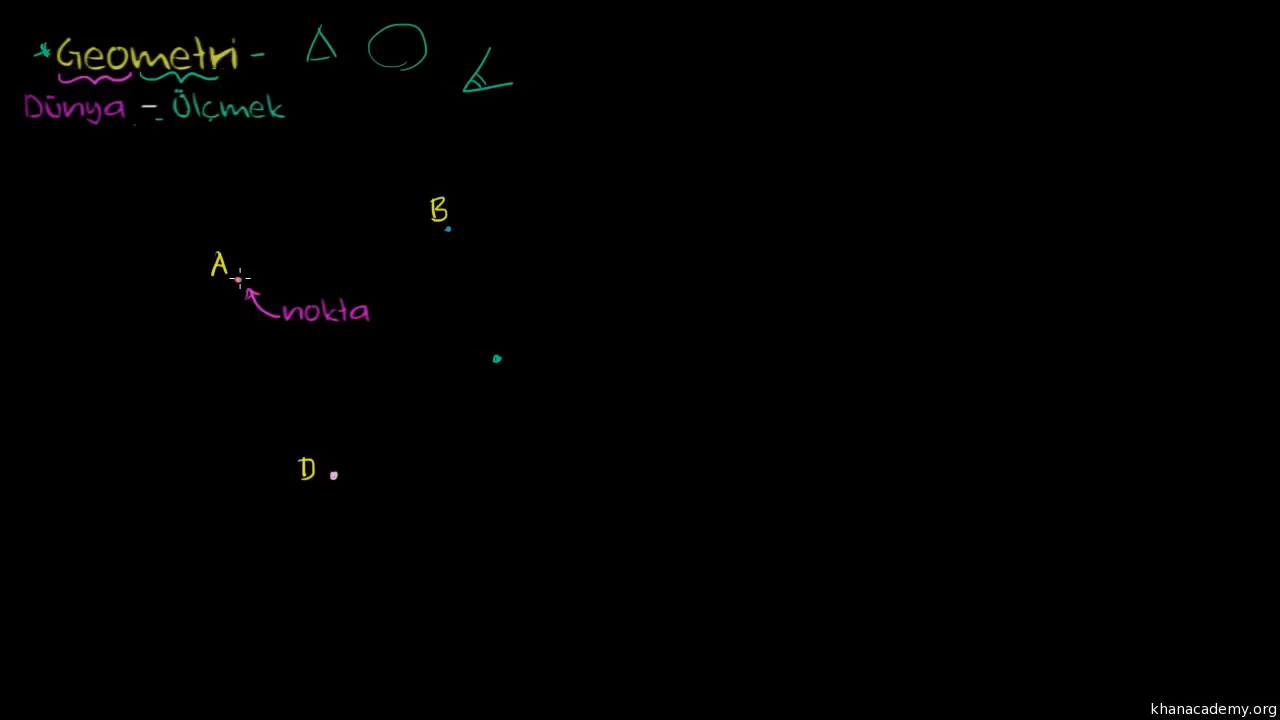 *Geometri -
Dünya - Ölçmek
B
A
nokta
D
khanacademy.org